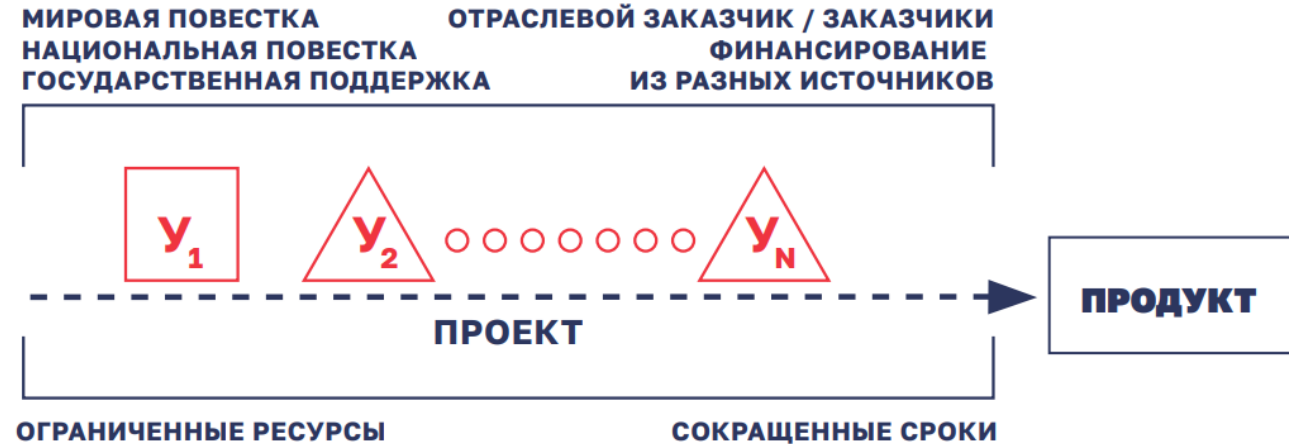 МИРОВАЯ ПОВЕСТКА
НАЦИОНАЛЬНАЯ ПОВЕСТКА
ГОСУДАРСТВЕННАЯ ПОДДЕРЖКА
ОТРАСЛЕВОЙ ЗАКАЗЧИК / ЗАКАЗЧИКИ
ФИНАНСИРОВАНИЕ
ИЗ РАЗНЫХ ИСТОЧНИКОВ
У1
У2
УN
ПРОЕКТ
ПРОДУКТ
ОГРАНИЧЕННЫЕ РЕСУРСЫ
СОКРАЩЕННЫЕ СРОКИ